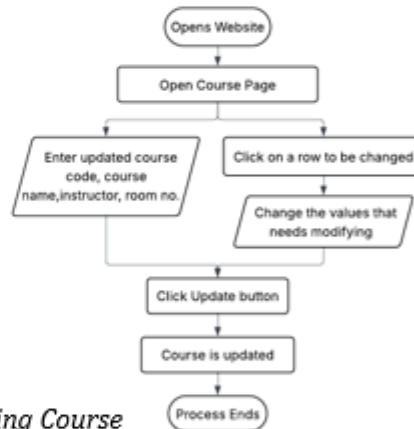 Opens Website
Open Course Page
Enter updated course
code, course
name,instructor, room no.
Click on a row to be changed
Change the values that
needs modifying
Click Update button
Course is updated
Process Ends
ing Course